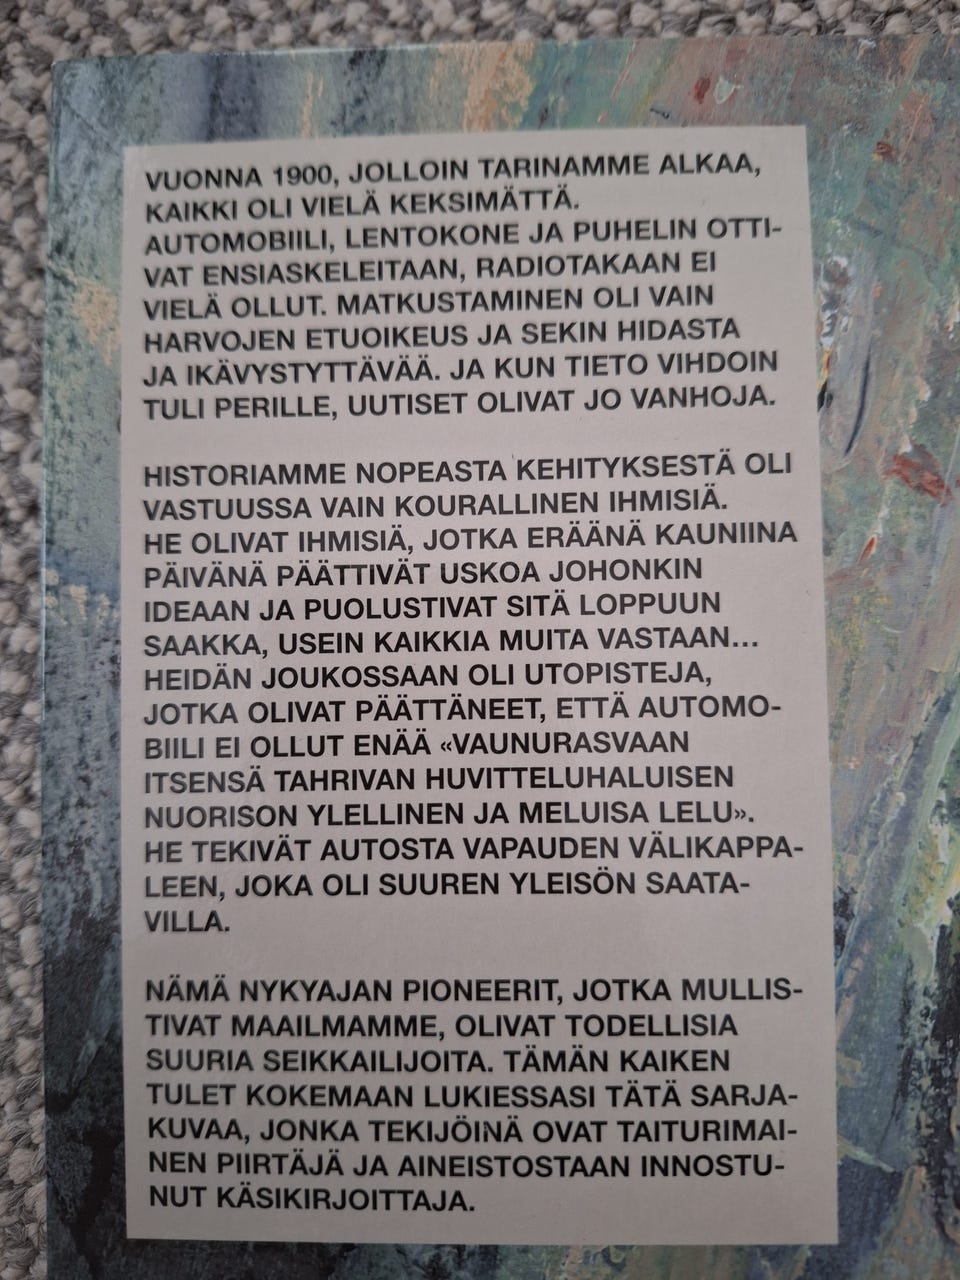 VUONNA 1900, JOLLOIN TARINAMME ALKAA,
KAIKKI OLI VIELÄ KEKSIMÄTTÄ.
AUTOMOBIILI, LENTOKONE JA PUHELIN OTTI-
VAT ENSIASKELEITAAN, RADIOTAKAAN EI
VIELÄ OLLUT. MATKUSTAMINEN OLI VAIN
HARVOJEN ETUOIKEUS JA SEKIN HIDASTA
JA IKÄVYSTYTTÄVÄÄ. JA KUN TIETO VIHDOIN
TULI PERILLE, UUTISET OLIVAT JO VANHOJA.
HISTORIAMME NOPEASTA KEHITYKSESTÄ OLI
VASTUUSSA VAIN KOURALLINEN IHMISIÄ.
HE OLIVAT IHMISIÄ, JOTKA ERÄÄNÄ KAUNIINA
PÄIVÄNÄ PÄÄTTIVÄT USKOA JOHONKIN
IDEAAN JA PUOLUSTIVAT SITÄ LOPPUUN
SAAKKA, USEIN KAIKKIA MUITA VASTAAN...
HEIDÄN JOUKOSSAAN OLI UTOPISTEJA,
JOTKA OLIVAT PÄÄTTÄNEET, ETTÄ AUTOMO-
BIILI EI OLLUT ENÄÄ «VAUNURASVAAN
ITSENSÄ TAHRIVAN HUVITTELUHALUISEN
NUORISON YLELLINEN JA MELUISA LELU».
HE TEKIVÄT AUTOSTA VAPAUDEN VÄLIKAPPA-
LEEN, JOKA OLI SUUREN YLEISÖN SAATA-
VILLA.
NÄMÄ NYKYAJAN PIONEERIT, JOTKA MULLIS-
TIVAT MAAILMAMME, OLIVAT TODELLISIA
SUURIA SEIKKAILIJOITA. TÄMÄN KAIKEN
TULET KOKEMAAN LUKIESSASI TÄTÄ SARJA-
KUVAA, JONKA TEKIJÖINÄ OVAT TAITURIMAI-
NEN PIIRTÄJÄ JA AINEISTOSTAAN INNOSTU-
NUT KÄSIKIRJOITTAJA.